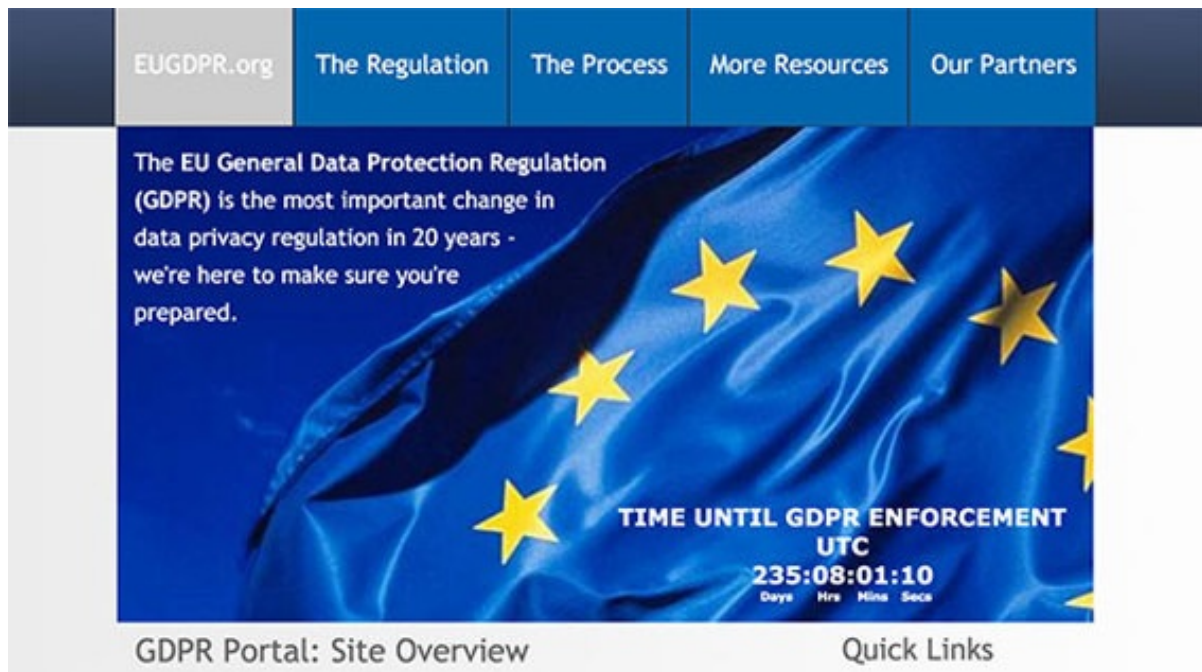 EUGDPR.org The Regulation The Process More Resources Our Partners
The EU General Data Protection Regulation
(GDPR) is the most important change in
data privacy regulation in 20 years -
we're here to make sure you're
prepared.
TIME UNTIL GDPR ENFORCEMENT
UTC
235:08:01:10
Days Hrs Mins Secs
GDPR Portal: Site Overview
Quick Links